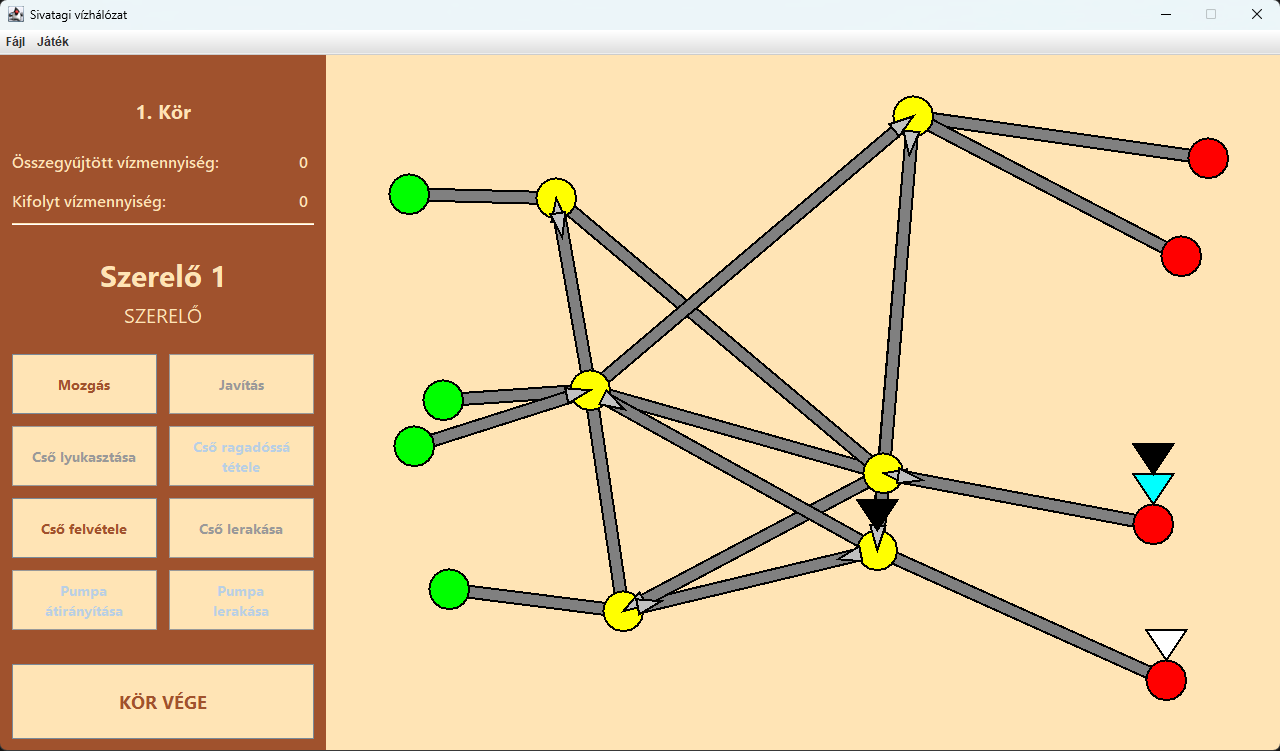 Sivatagi vízhálózat
Fájl Játék
1. Kör
Összegyűjtött vízmennyiség: 0
Kifolyt vízmennyiség: 0
Szerelő 1
SZERELŐ
Mozgás Javítás
Cső lyukasztása Cső ragadóssá
tétele
Cső felvétele Cső lerakása
Pumpa Pumpa
átirányítása lerakása
KÖR VÉGE